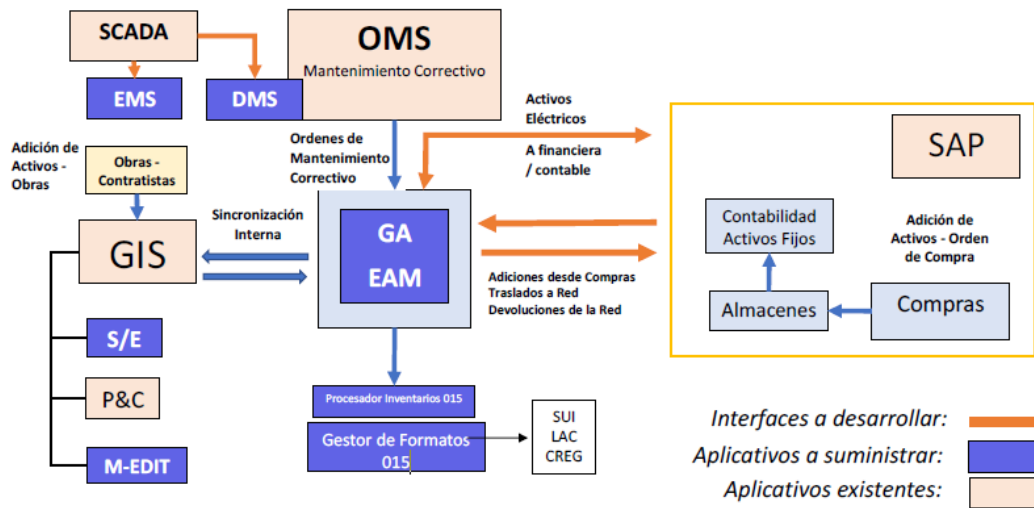 SCADA
EMS
DMS
OMS
Mantenimiento Correctivo
Adición de
Activos -
Obras
Obras -
Contratistas
GIS
S/E
P&C
M-EDIT
Sincronización
Interna
Ordenes de
Mantenimiento
Correctivo
GA
EAM
Procesador Inventarios 015
Gestor de Formatos
015
SUI
LAC
CREG
Activos
Eléctricos
A financiera
/ contable
Adiciones desde Compras
Traslados a Red
Devoluciones de la Red
SAP
Contabilidad
Activos Fijos
Adición de
Activos - Orden
de Compra
Almacenes
Compras
Interfaces a desarrollar:
Aplicativos a suministrar:
Aplicativos existentes: